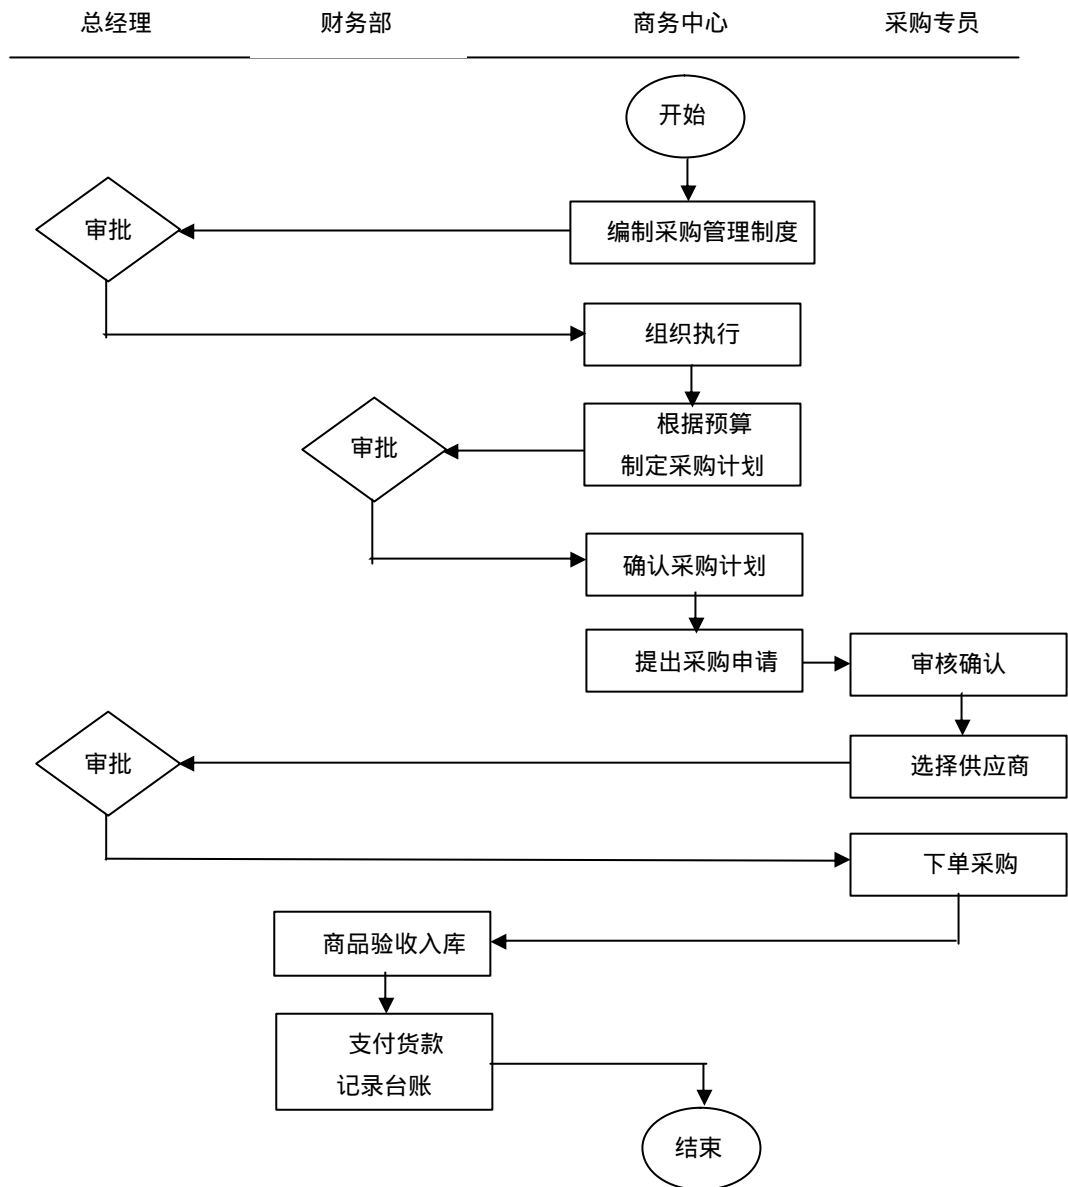 总经理
财务部
商务中心
采购专员
开始
审批
编制采购管理制度
组织执行
根据预算
制定采购计划
审批
确认采购计划
提出采购申请
审核确认
审批
选择供应商
下单采购
商品验收入库
支付货款
记录台账
结束